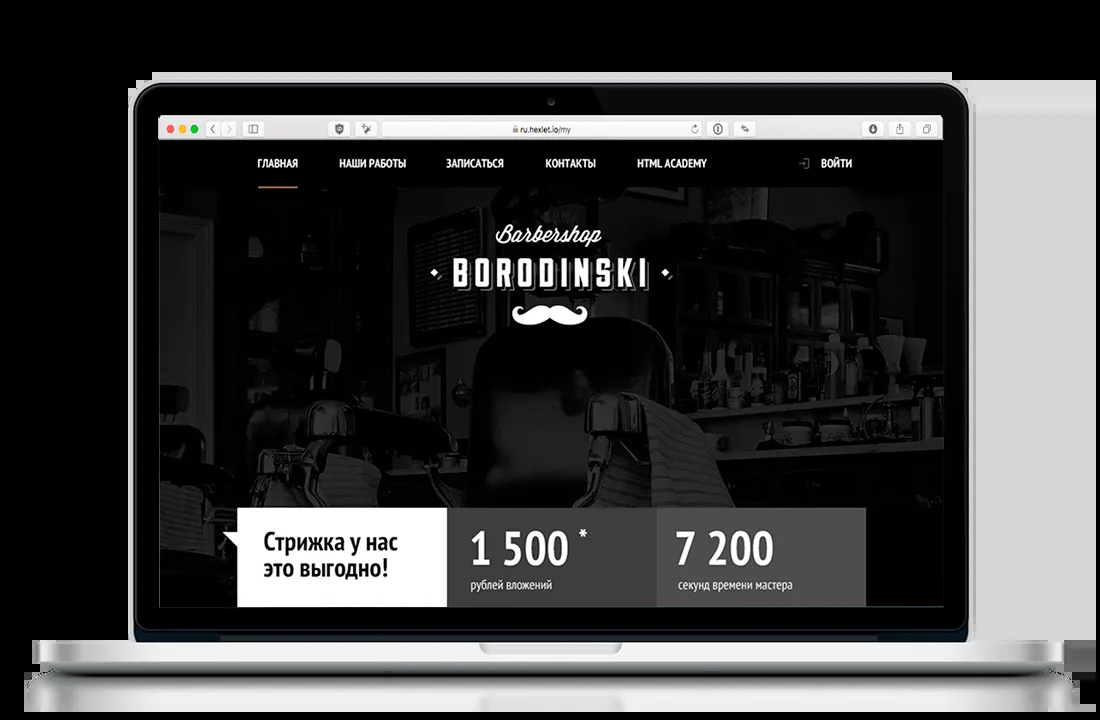 ru.hexlet.io/my
ГЛАВНАЯ НАШИ РАБОТЫ ЗАПИСАТЬСЯ КОНТАКТЫ HTML ACADEMY ВОЙТИ
Barbershop
BORODINSKI
Стрижка у нас
это выгодно!
1 500 *
рублей вложений
7 200
секунд времени мастера